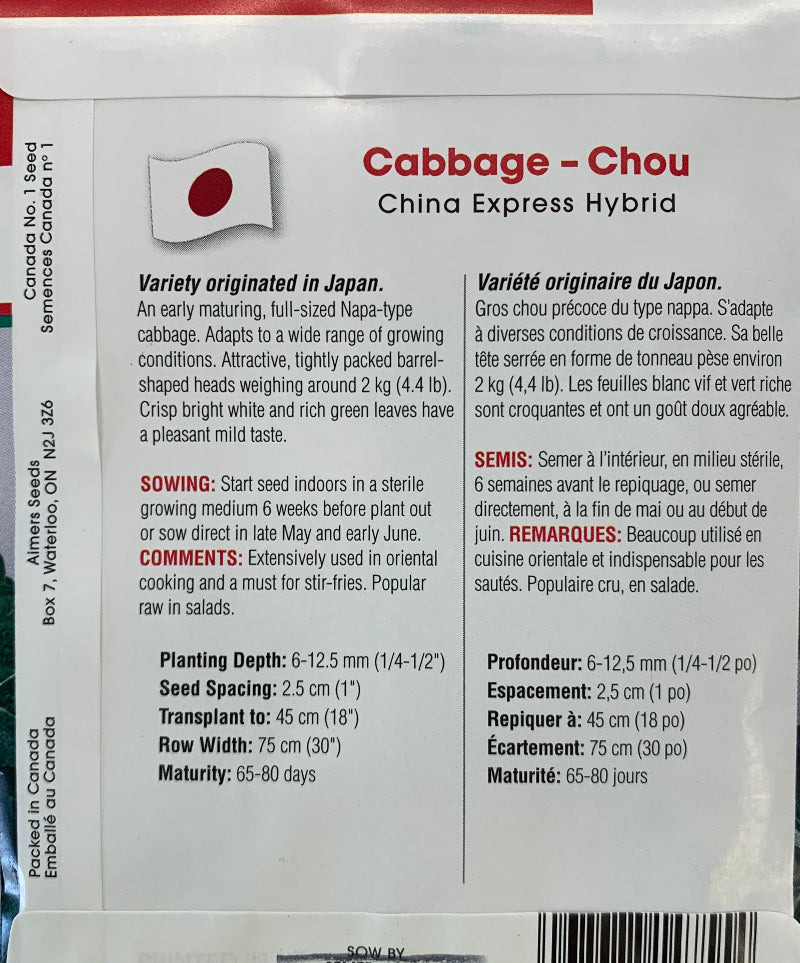 Cabbage - Chou
China Express Hybrid
Canada No. 1 Seed
Semences Canada n° 1
Aimers Seeds
Box 7, Waterloo, ON N2J 3Z6
Packed in Canada
Emballé au Canada
Variety originated in Japan.
An early maturing, full-sized Napa-type
cabbage. Adapts to a wide range of growing
conditions. Attractive, tightly packed barrel-
shaped heads weighing around 2 kg (4.4 lb).
Crisp bright white and rich green leaves have
a pleasant mild taste.
SOWING: Start seed indoors in a sterile
growing medium 6 weeks before plant out
or sow direct in late May and early June.
COMMENTS: Extensively used in oriental
cooking and a must for stir-fries. Popular
raw in salads.
Planting Depth: 6-12.5 mm (1/4-1/2")
Seed Spacing: 2.5 cm (1")
Transplant to: 45 cm (18")
Row Width: 75 cm (30")
Maturity: 65-80 days
Variété originaire du Japon.
Gros chou précoce du type nappa. S'adapte
à diverses conditions de croissance. Sa belle
tête serrée en forme de tonneau pèse environ
2 kg (4,4 lb). Les feuilles blanc vif et vert riche
sont croquantes et ont un goût doux agréable.
SEMIS: Semer à l'intérieur, en milieu stérile,
6 semaines avant le repiquage, ou semer
directement, à la fin de mai ou au début de
juin. REMARQUES: Beaucoup utilisé en
cuisine orientale et indispensable pour les
sautés. Populaire cru, en salade.
Profondeur: 6-12,5 mm (1/4-1/2 po)
Espacement: 2,5 cm (1 po)
Repiquer à: 45 cm (18 po)
Écartement: 75 cm (30 po)
Maturité: 65-80 jours
SOW BY